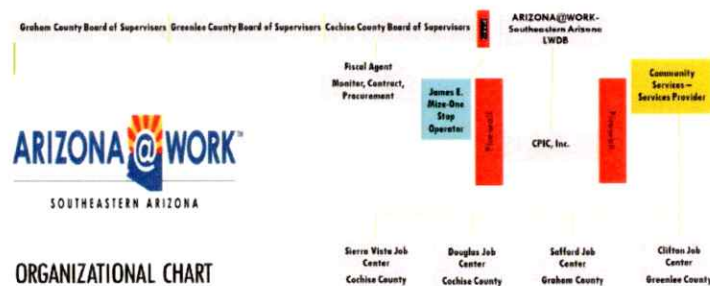 Graham County Board of Supervisors
Greenlee County Board of Supervisors
Cochise County Board of Supervisors
ARIZONA@WORK-
Southeastern Arizona
LWDB
Fiscal Agent
Monitor, Contract,
Procurement
James E.
Mize-One
Stop
Operator
Firewall
CPIC, Inc.
Firewall
Community
Services—
Services Provider
ARIZONA@WORK™
SOUTHEASTERN ARIZONA
ORGANIZATIONAL CHART
Sierra Vista Job
Center
Cochise County
Douglas Job
Center
Cochise County
Safford Job
Center
Graham County
Clifton Job
Center
Greenlee County